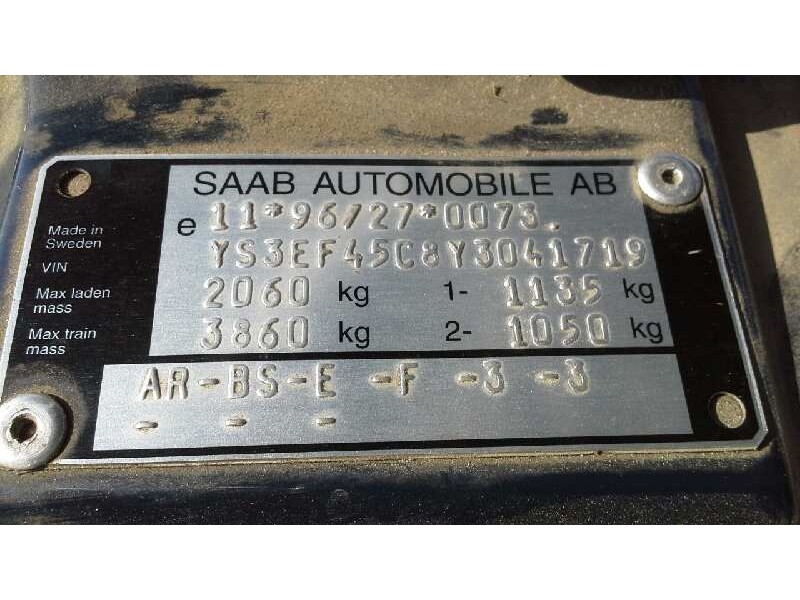 SAAB AUTOMOBILE AB
e 11*96/27*0073.
Made in Sweden
VIN YS3EF45C8Y3041719
Max laden mass 2060 kg 1- 1135 kg
Max train mass 3860 kg 2- 1050 kg
AR-BS-E -F -3 -3
- - -